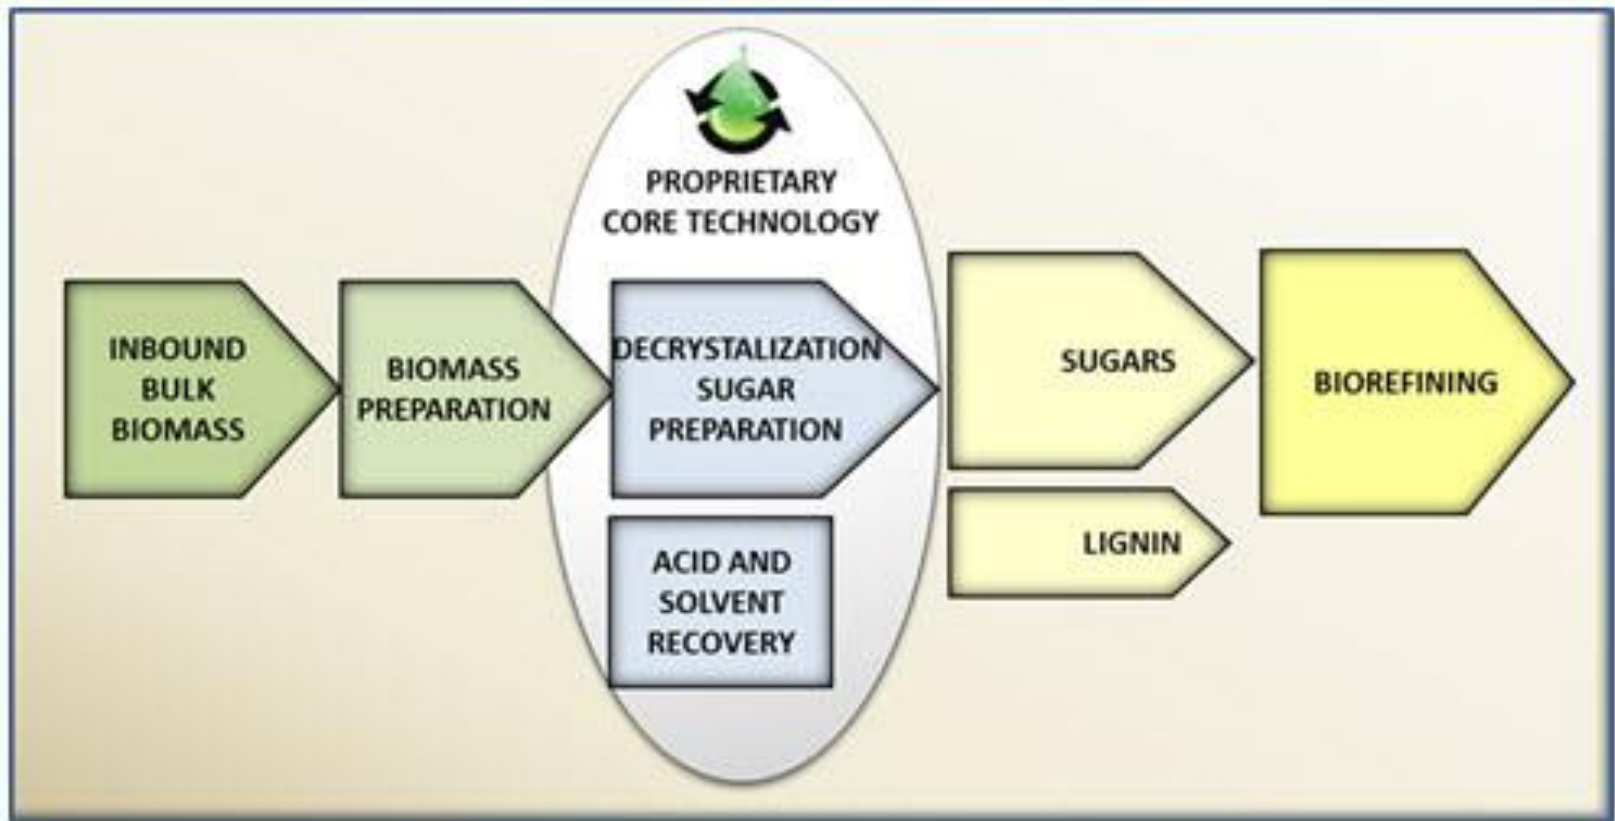 PROPRIETARY
CORE TECHNOLOGY
INBOUND
BULK
BIOMASS
BIOMASS
PREPARATION
DECRYSTALIZATION
SUGAR
PREPARATION
ACID AND
SOLVENT
RECOVERY
SUGARS
LIGNIN
BIOREFINING